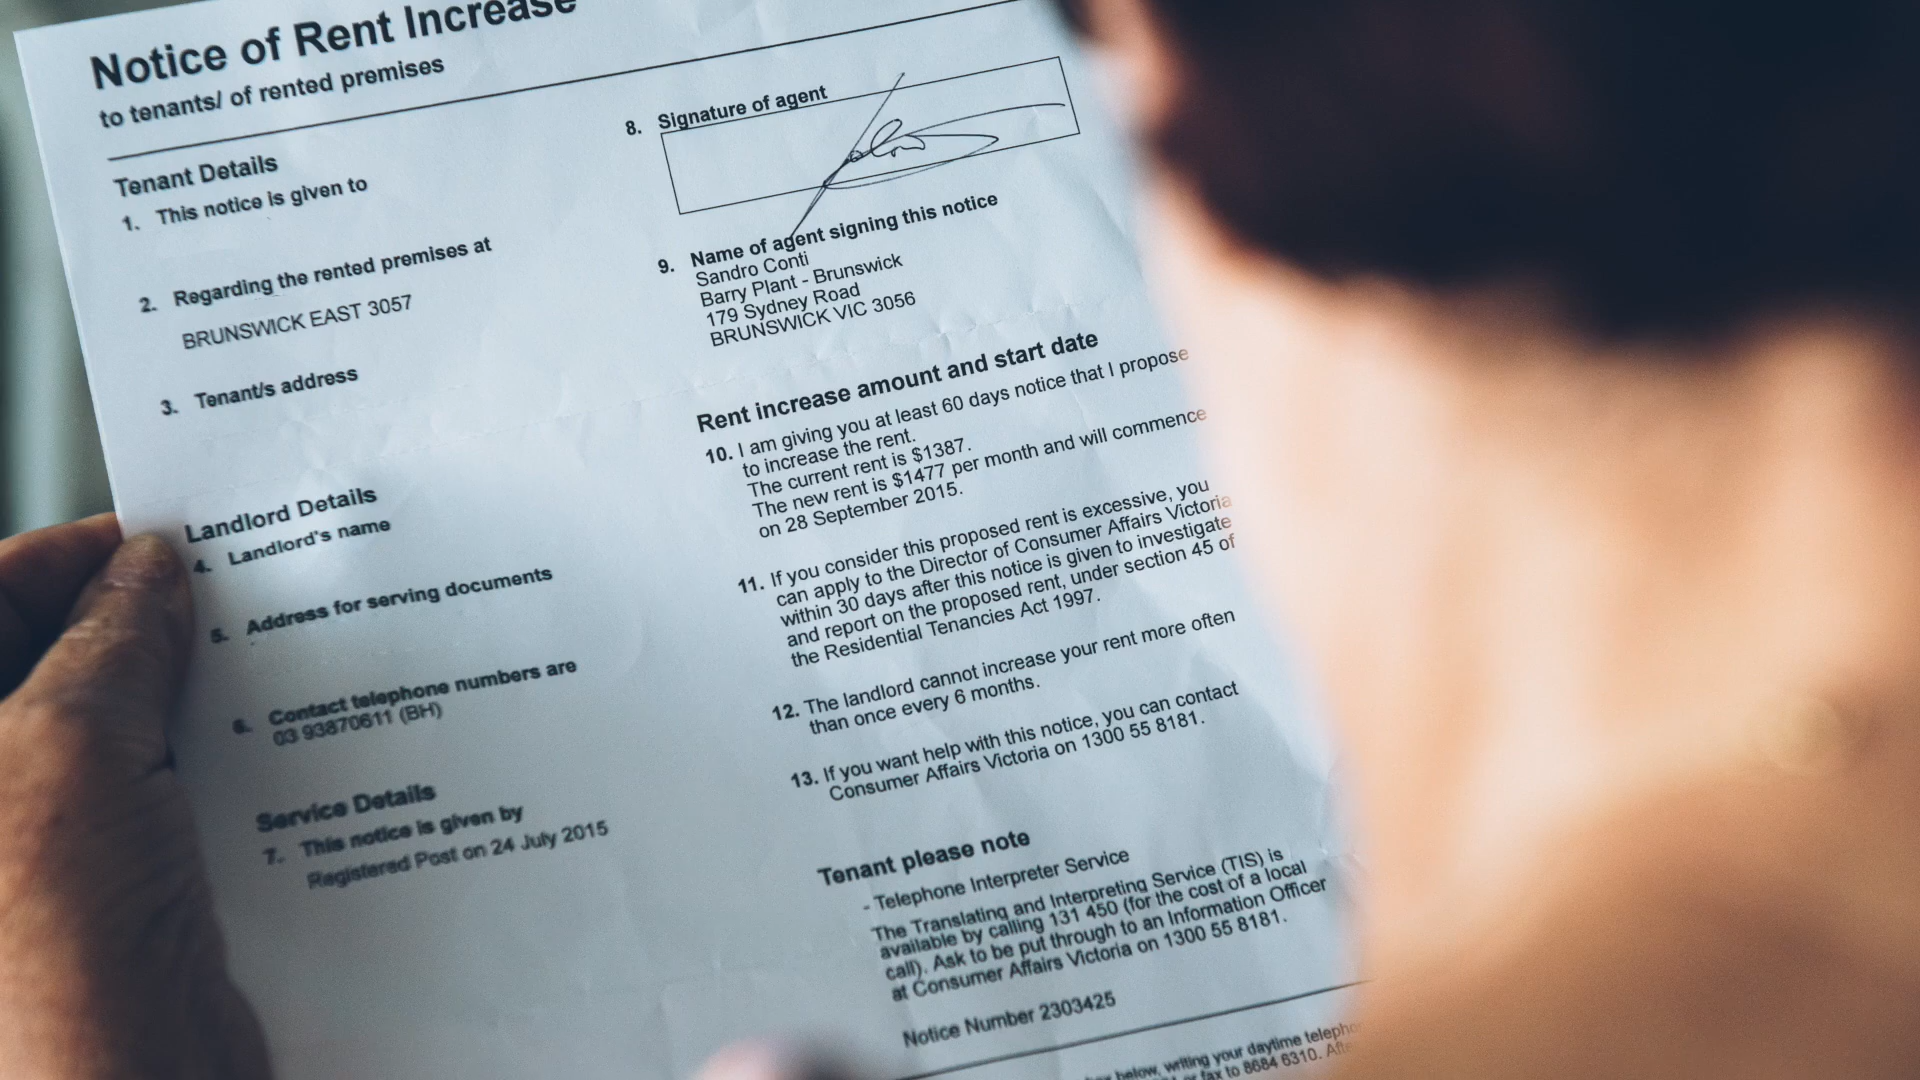 Notice of Rent Increase
to tenants/ of rented premises
Tenant Details
1. This notice is given to
2. Regarding the rented premises at
BRUNSWICK EAST 3057
3. Tenant/s address
Landlord Details
4. Landlord's name
5. Address for serving documents
6. Contact telephone numbers are
03 93870611 (BH)
Service Details
7. This notice is given by
Registered Post on 24 July 2015
8. Signature of agent
9. Name of agent signing this notice
Sandro Conti
Barry Plant - Brunswick
179 Sydney Road
BRUNSWICK VIC 3056
Rent increase amount and start date
10. I am giving you at least 60 days notice that I propose
to increase the rent.
The current rent is $1387.
The new rent is $1477 per month and will commence
on 28 September 2015.
11. If you consider this proposed rent is excessive, you
can apply to the Director of Consumer Affairs Victoria
within 30 days after this notice is given to investigate
and report on the proposed rent, under section 45 of
the Residential Tenancies Act 1997.
12. The landlord cannot increase your rent more often
than once every 6 months.
13. If you want help with this notice, you can contact
Consumer Affairs Victoria on 1300 55 8181.
Tenant please note
- Telephone Interpreter Service
The Translating and Interpreting Service (TIS) is
available by calling 131 450 (for the cost of a local
call). Ask to be put through to an Information Officer
at Consumer Affairs Victoria on 1300 55 8181.
Notice Number 2303425
below, writing your daytime telepho
or fax to 8684 6310. Afte